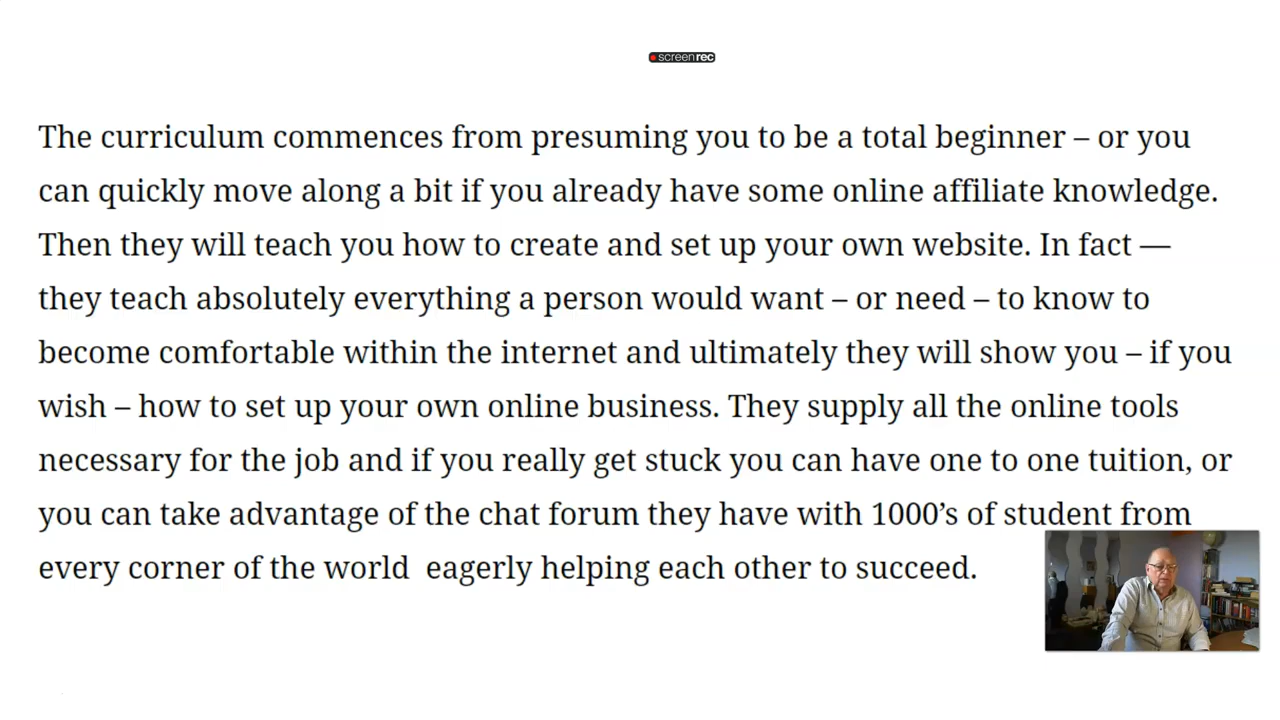 screenrec
The curriculum commences from presuming you to be a total beginner – or you
can quickly move along a bit if you already have some online affiliate knowledge.
Then they will teach you how to create and set up your own website. In fact —
they teach absolutely everything a person would want – or need – to know to
become comfortable within the internet and ultimately they will show you – if you
wish – how to set up your own online business. They supply all the online tools
necessary for the job and if you really get stuck you can have one to one tuition, or
you can take advantage of the chat forum they have with 1000’s of student from
every corner of the world  eagerly helping each other to succeed.